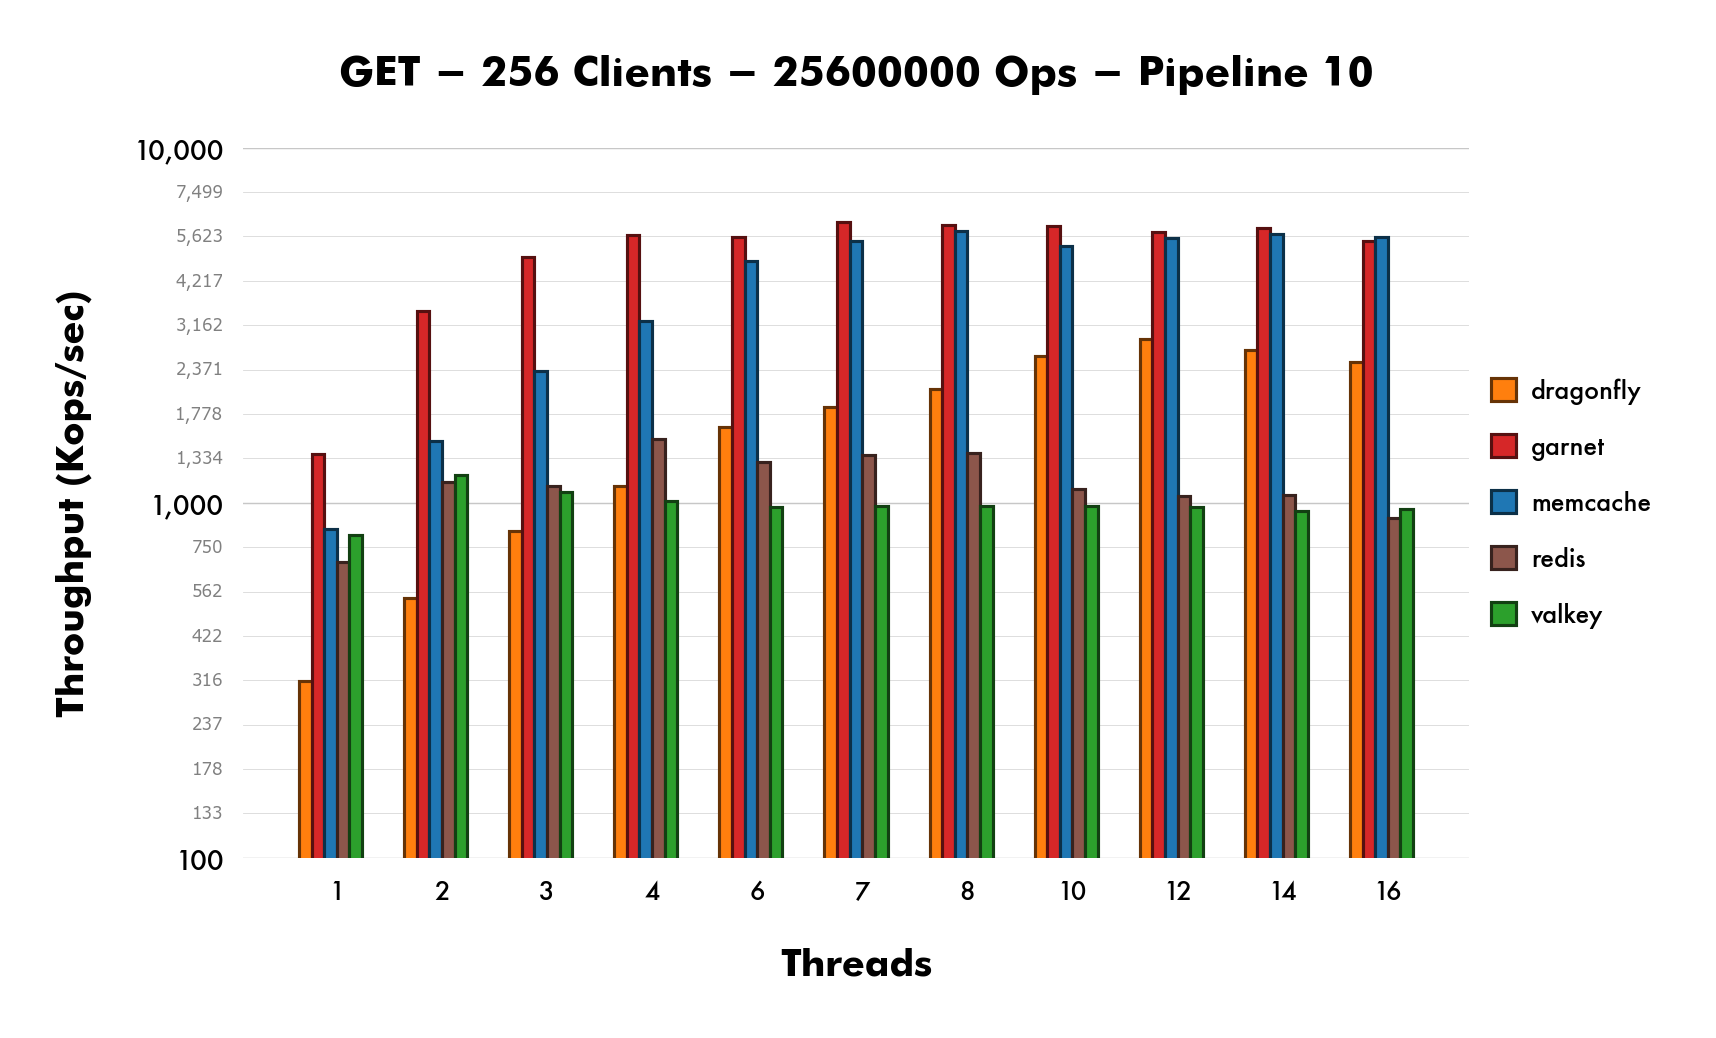 GET – 256 Clients – 25600000 Ops – Pipeline 10
Throughput (Kops/sec)
10,000
7,499
5,623
4,217
3,162
2,371
1,778
1,334
1,000
750
562
422
316
237
178
133
100
1 2 3 4 6 7 8 10 12 14 16
Threads
dragonfly
garnet
memcache
redis
valkey